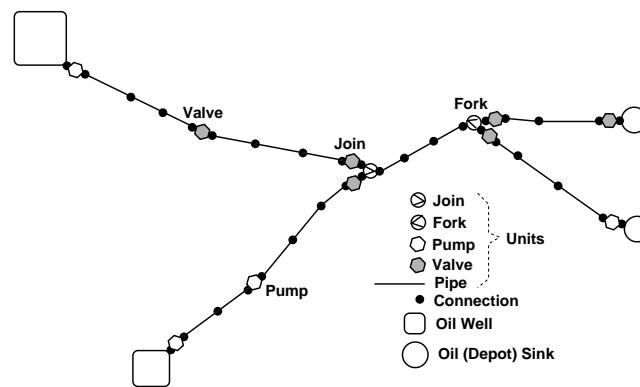 Valve
Fork
Join
Join
Fork
Pump
Units
Valve
Pipe
Pump
Connection
Oil Well
Oil (Depot) Sink